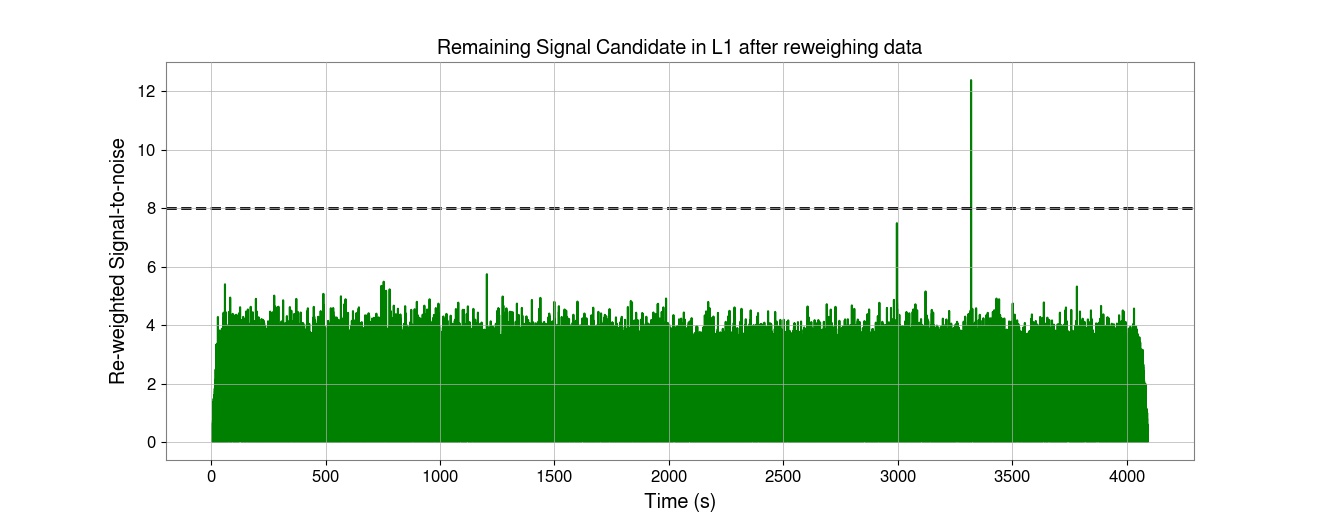 Remaining Signal Candidate in L1 after reweighing data
Re-weighted Signal-to-noise
12
10
8
6
4
2
0
0 500 1000 1500 2000 2500 3000 3500 4000
Time (s)